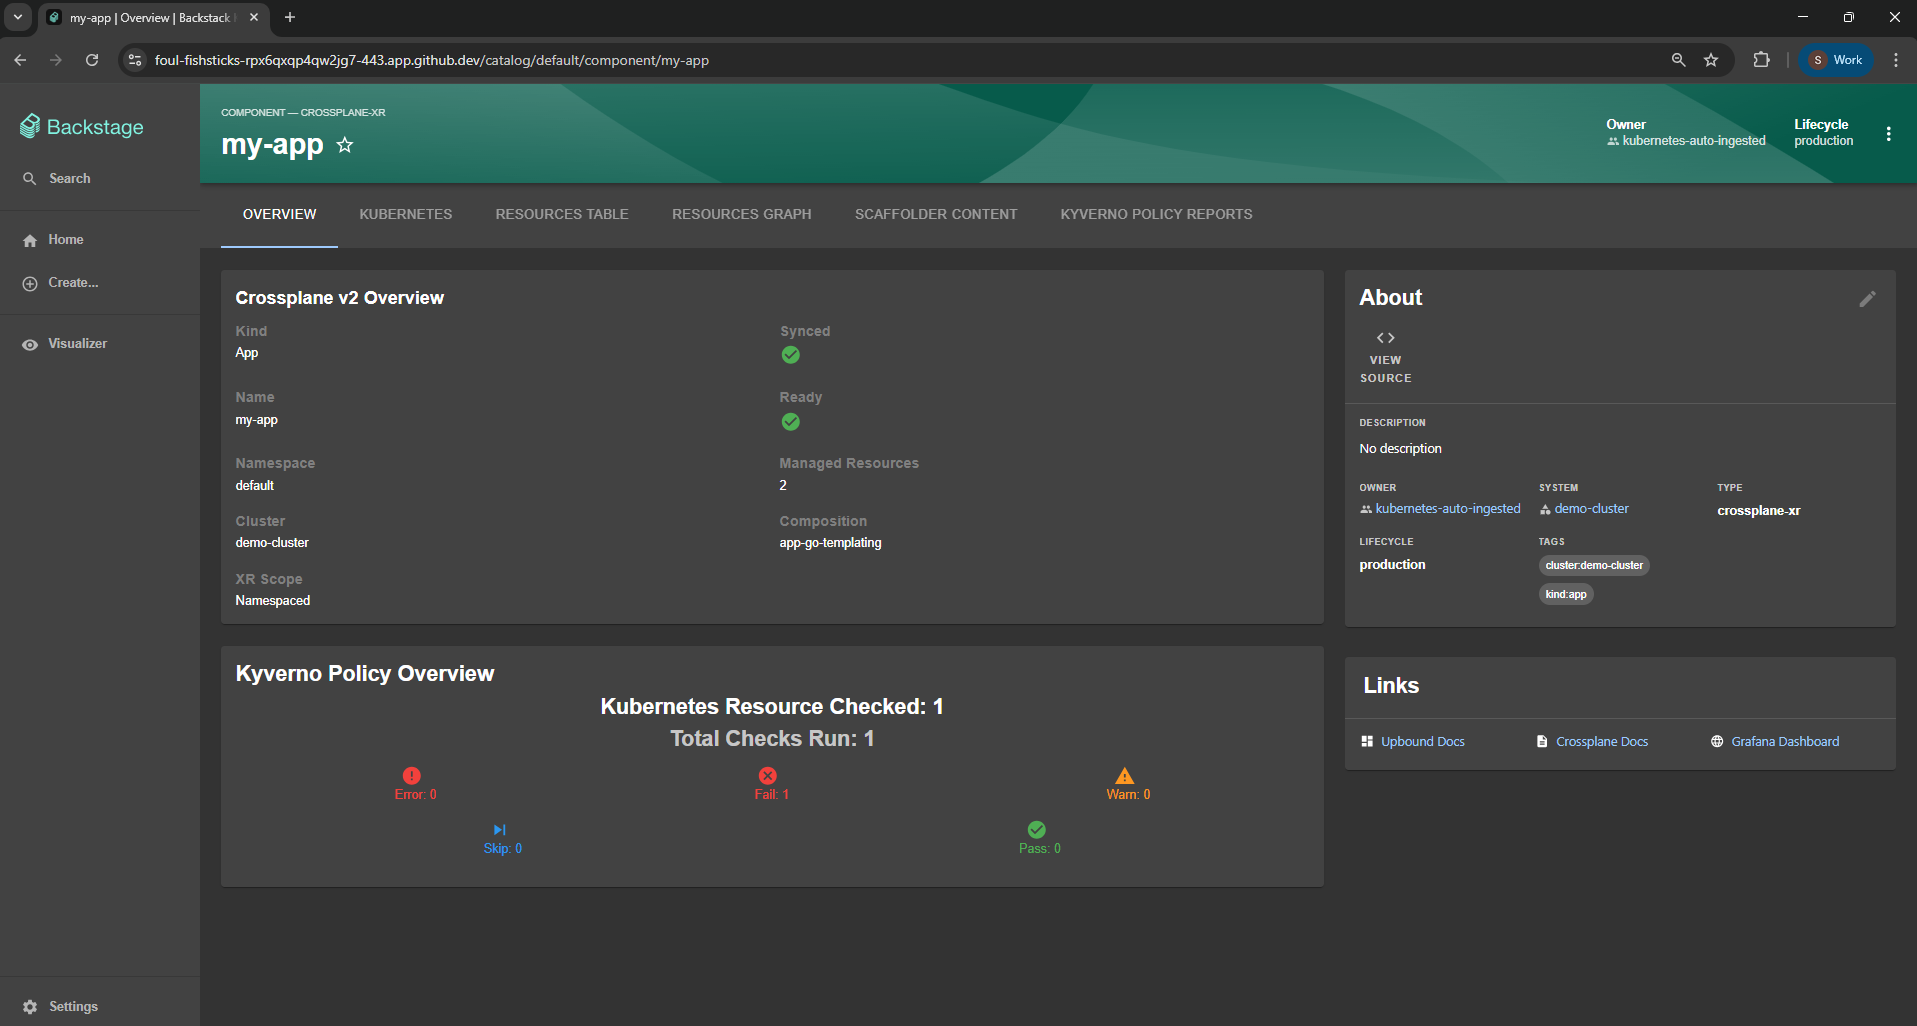 my-app | Overview | Backstack
foul-fishsticks-rpx6qxqp4qw2jg7-443.app.github.dev/catalog/default/component/my-app
S Work
Backstage
Search
Home
Create...
Visualizer
Settings
COMPONENT — CROSSPLANE-XR
my-app
Owner
kubernetes-auto-ingested
Lifecycle
production
OVERVIEW
KUBERNETES
RESOURCES TABLE
RESOURCES GRAPH
SCAFFOLDER CONTENT
KYVERNO POLICY REPORTS
Crossplane v2 Overview
Kind
App
Synced
Name
my-app
Ready
Namespace
default
Managed Resources
2
Cluster
demo-cluster
Composition
app-go-templating
XR Scope
Namespaced
Kyverno Policy Overview
Kubernetes Resource Checked: 1
Total Checks Run: 1
Error: 0
Fail: 1
Warn: 0
Skip: 0
Pass: 0
About
VIEW
SOURCE
DESCRIPTION
No description
OWNER
kubernetes-auto-ingested
SYSTEM
demo-cluster
TYPE
crossplane-xr
LIFECYCLE
production
TAGS
cluster:demo-cluster
kind:app
Links
Upbound Docs
Crossplane Docs
Grafana Dashboard